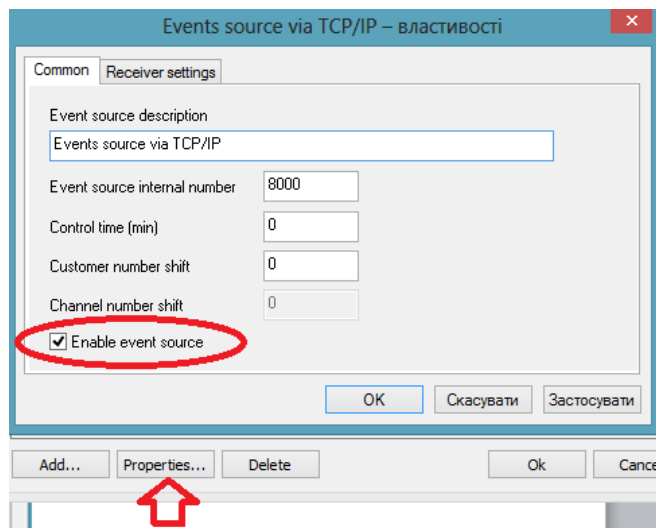 Events source via TCP/IP – властивості
Common Receiver settings
Event source description
Events source via TCP/IP
Event source internal number 8000
Control time (min) 0
Customer number shift 0
Channel number shift 0
Enable event source
OK Скасувати Застосувати
Add... Properties... Delete Ok Cance